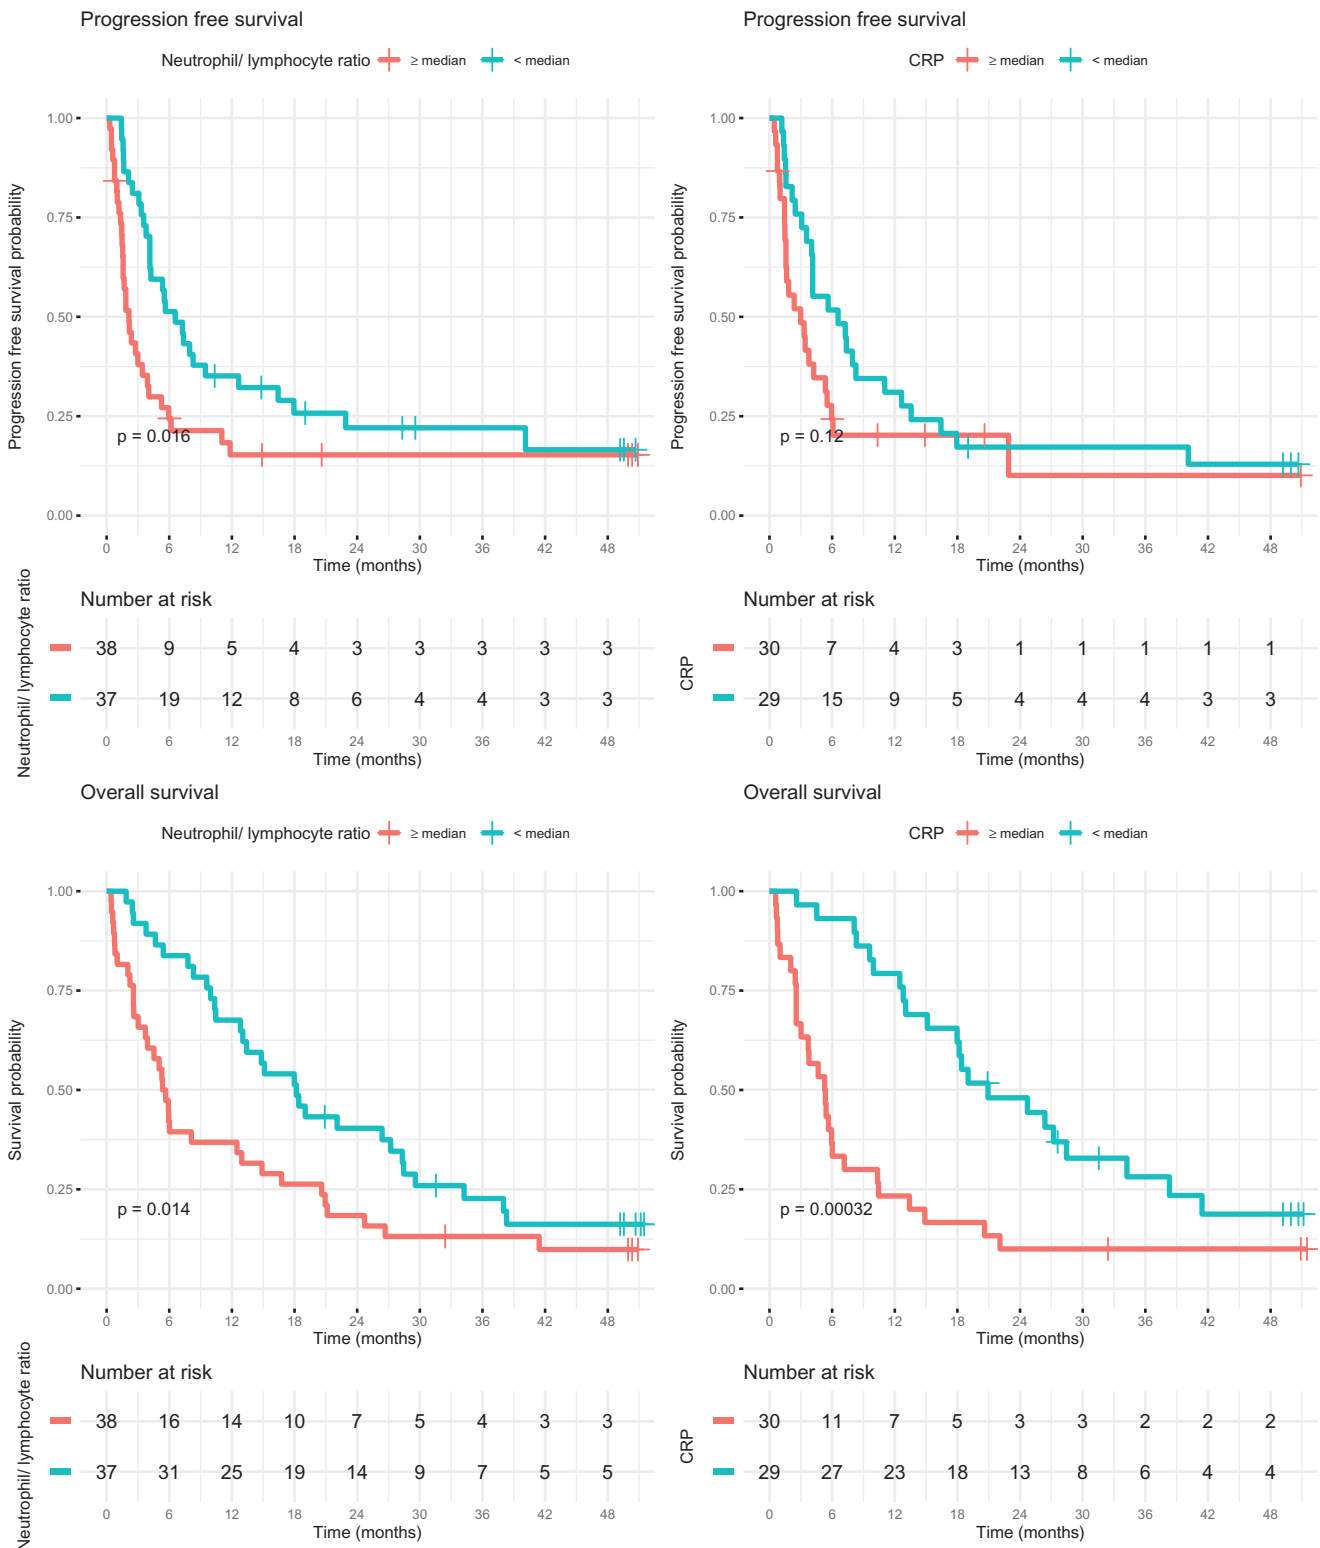 Progression free survival
Neutrophil/ lymphocyte ratio ≥ median < median
Progression free survival probability
1.00
0.75
0.50
0.25
0.00
p = 0.016
0 6 12 18 24 30 36 42 48
Time (months)
Number at risk
Neutrophil/ lymphocyte ratio
38 9 5 4 3 3 3 3 3
37 19 12 8 6 4 4 3 3
0 6 12 18 24 30 36 42 48
Time (months)
Progression free survival
CRP ≥ median < median
Progression free survival probability
1.00
0.75
0.50
0.25
0.00
p = 0.12
0 6 12 18 24 30 36 42 48
Time (months)
Number at risk
CRP
30 7 4 3 1 1 1 1 1
29 15 9 5 4 4 4 3 3
0 6 12 18 24 30 36 42 48
Time (months)
Overall survival
Neutrophil/ lymphocyte ratio ≥ median < median
Survival probability
1.00
0.75
0.50
0.25
0.00
p = 0.014
0 6 12 18 24 30 36 42 48
Time (months)
Number at risk
Neutrophil/ lymphocyte ratio
38 16 14 10 7 5 4 3 3
37 31 25 19 14 9 7 5 5
0 6 12 18 24 30 36 42 48
Time (months)
Overall survival
CRP ≥ median < median
Survival probability
1.00
0.75
0.50
0.25
0.00
p = 0.00032
0 6 12 18 24 30 36 42 48
Time (months)
Number at risk
CRP
30 11 7 5 3 3 2 2 2
29 27 23 18 13 8 6 4 4
0 6 12 18 24 30 36 42 48
Time (months)